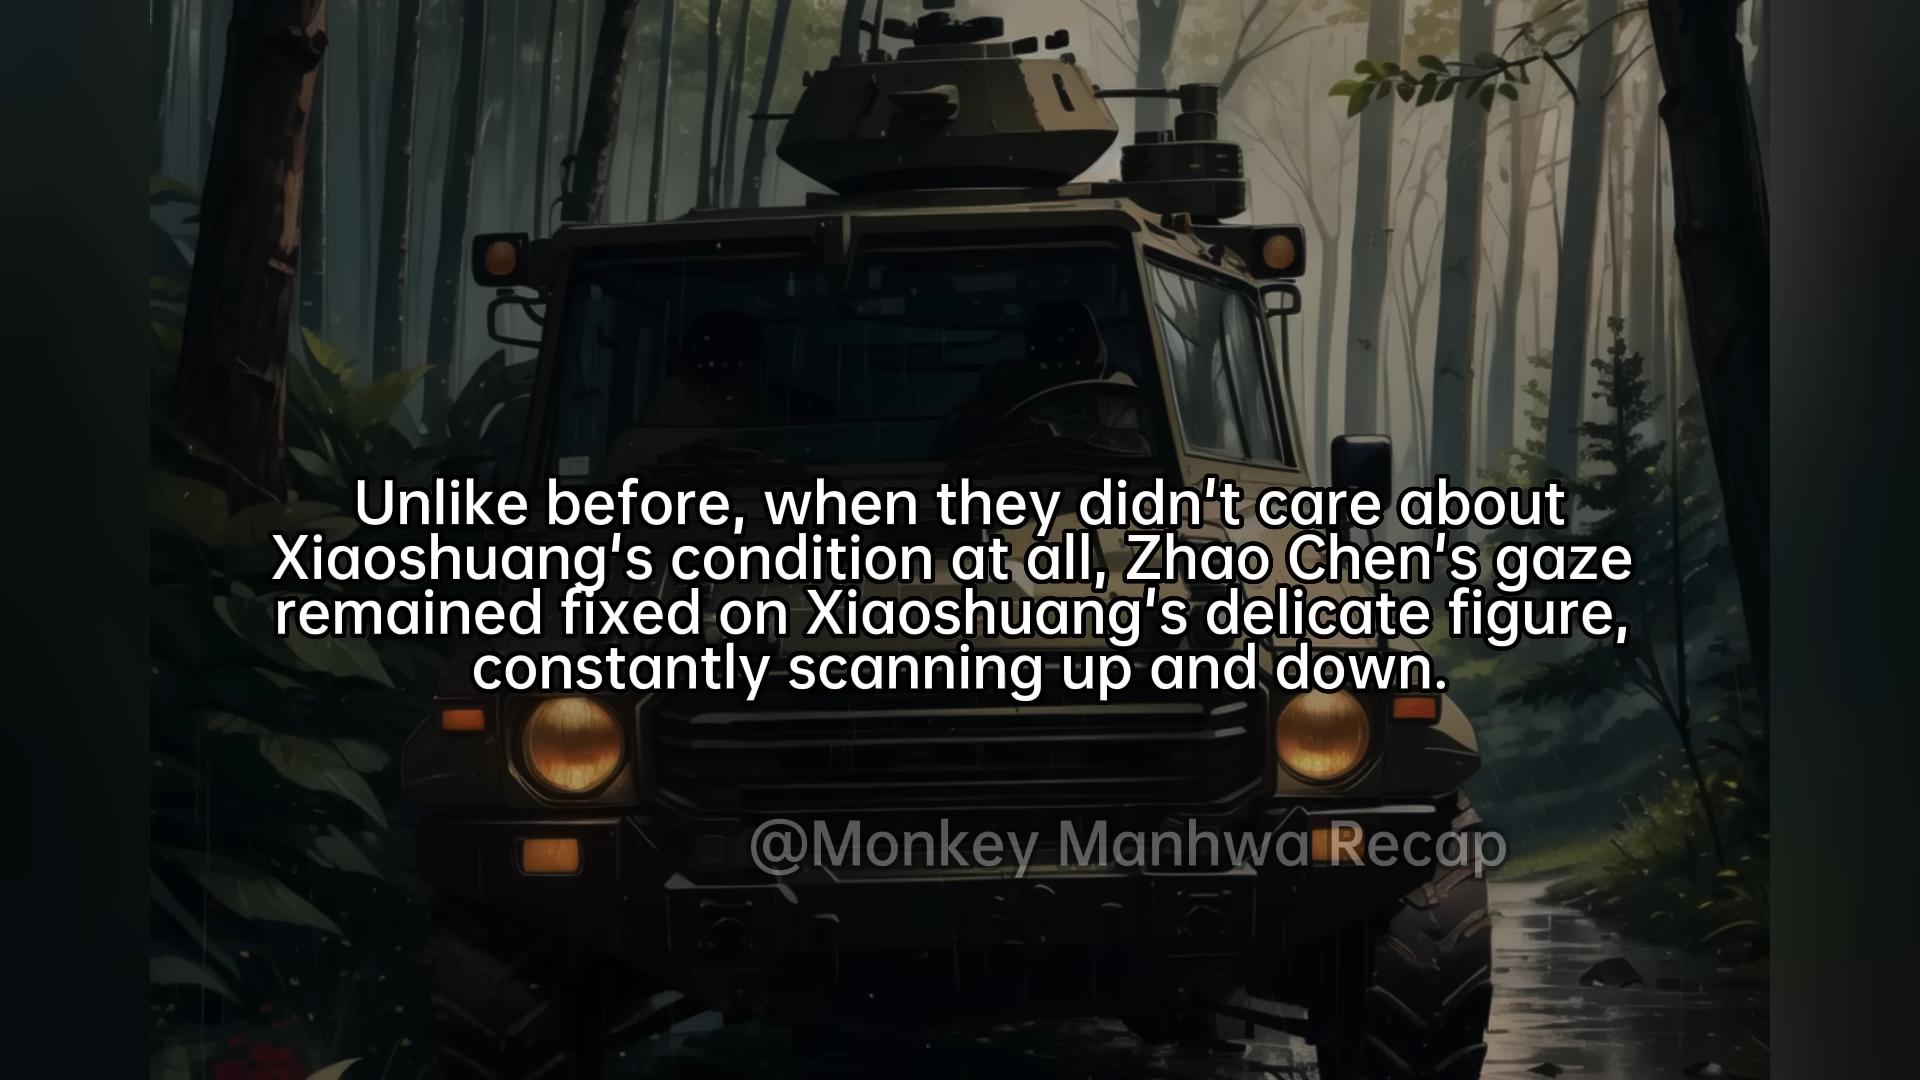 Unlike before, when they didn't care about
Xiaoshuang's condition at all, Zhao Chen's gaze
remained fixed on Xiaoshuang's delicate figure,
constantly scanning up and down.
@Monkey Manhwa Recap